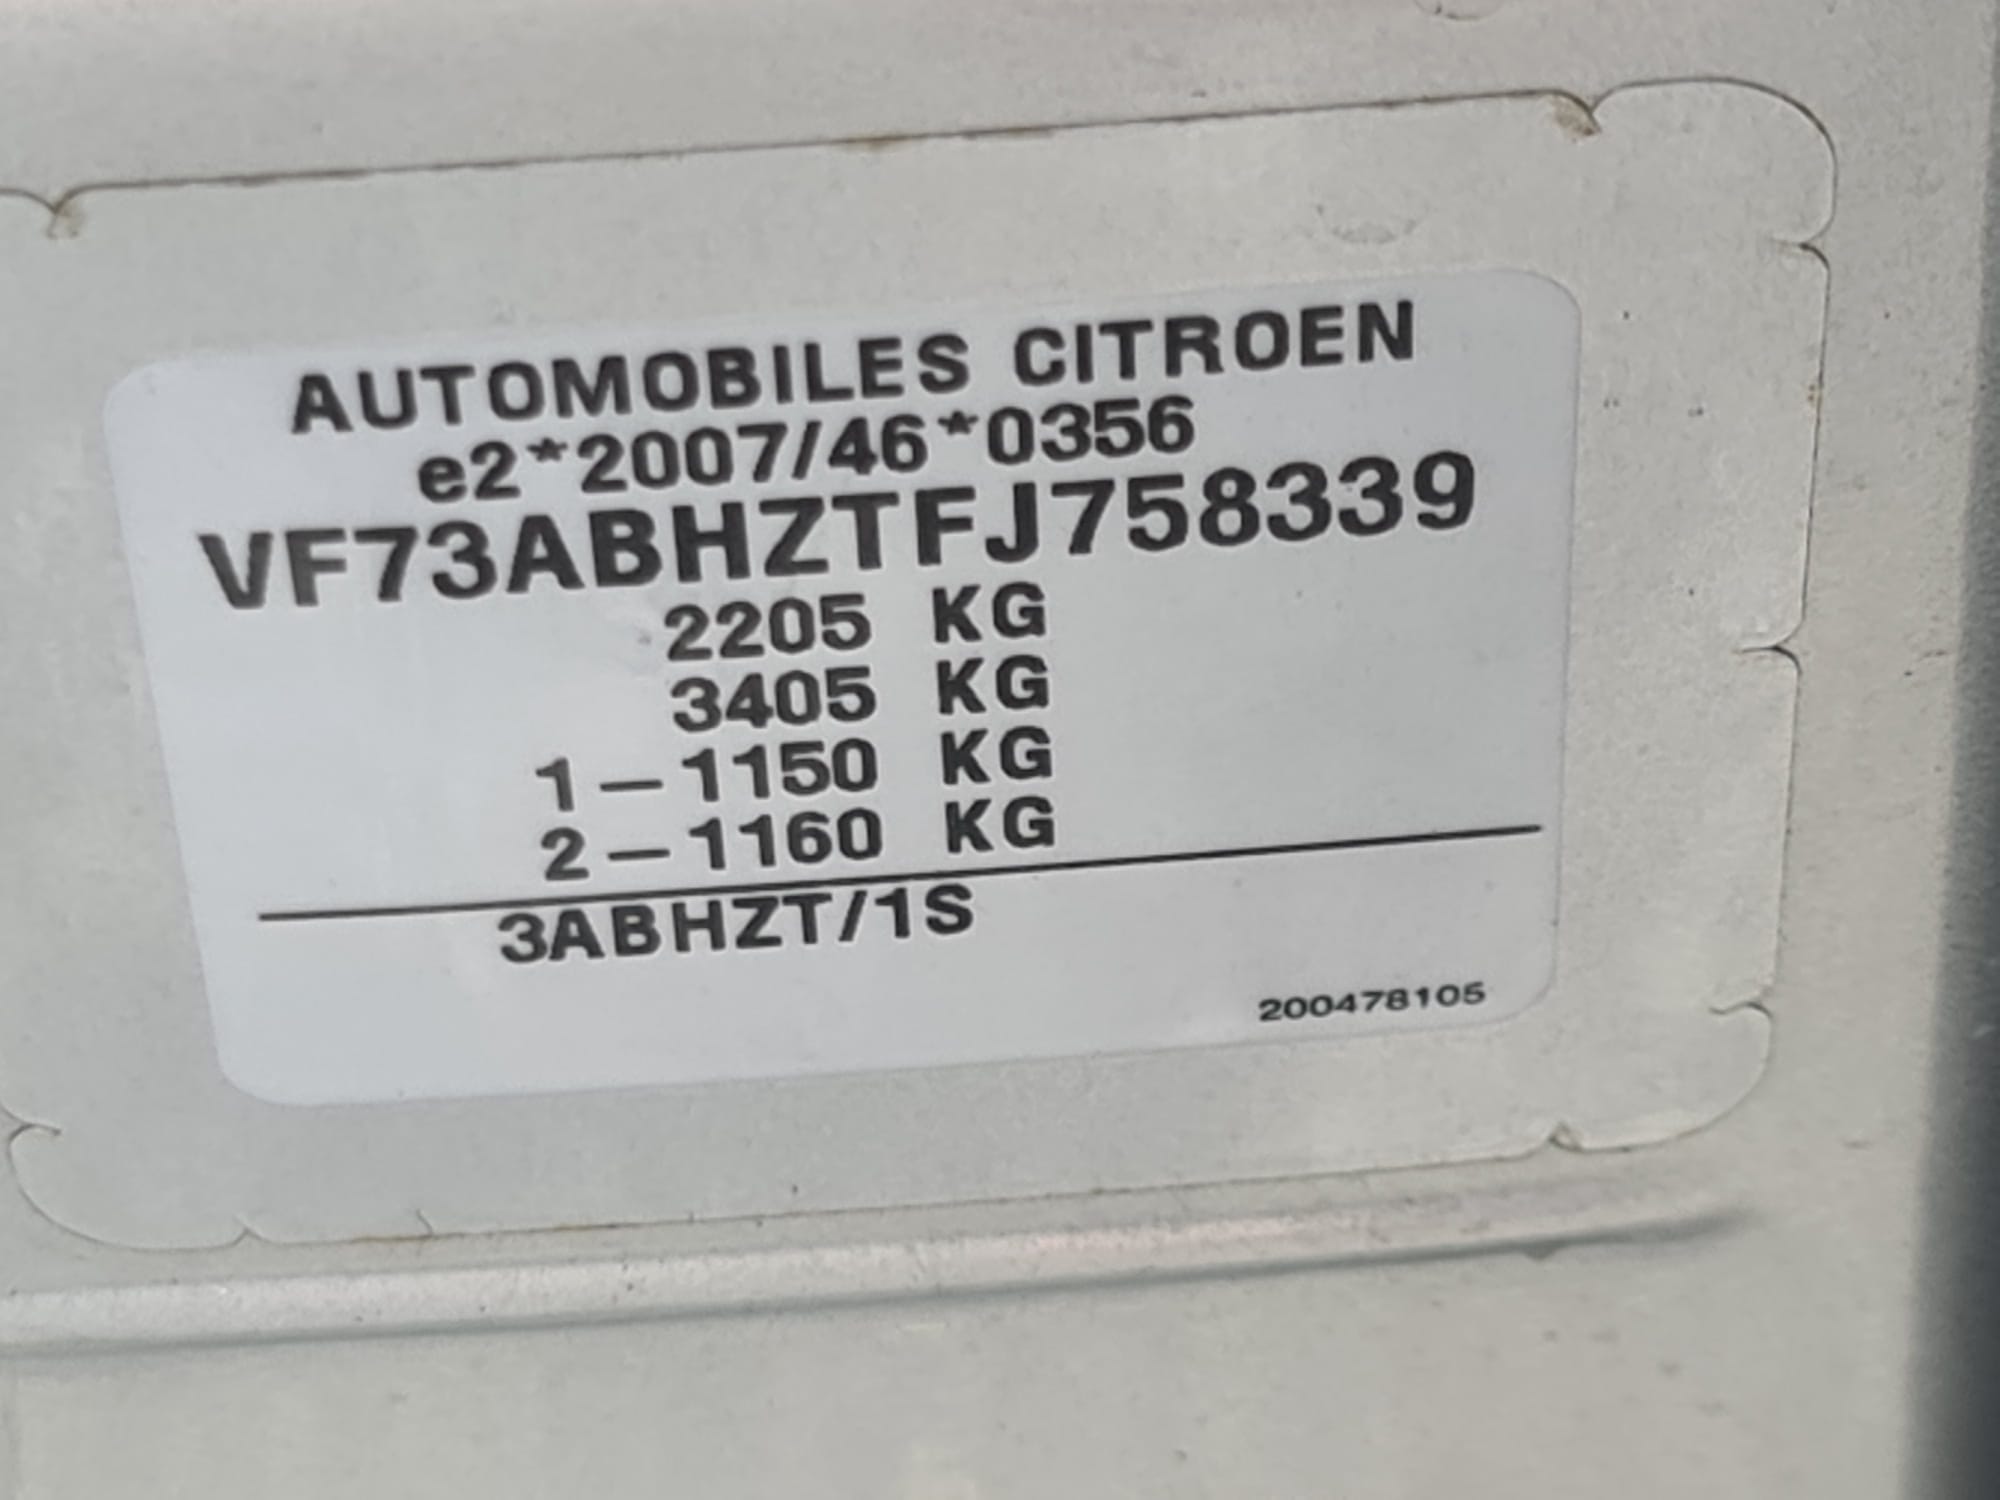 AUTOMOBILES CITROEN
e2*2007/46*0356
VF73ABHZTFJ758339
2205 KG
3405 KG
1-1150 KG
2-1160 KG
3ABHZT/1S
200478105